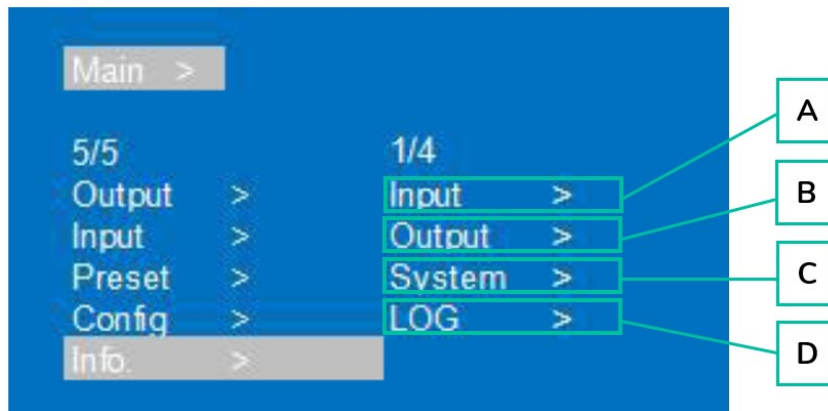 Main >
5/5
Output >
Input >
Preset >
Config >
Info. >
1/4
Input >
Output >
System >
LOG >
A
B
C
D